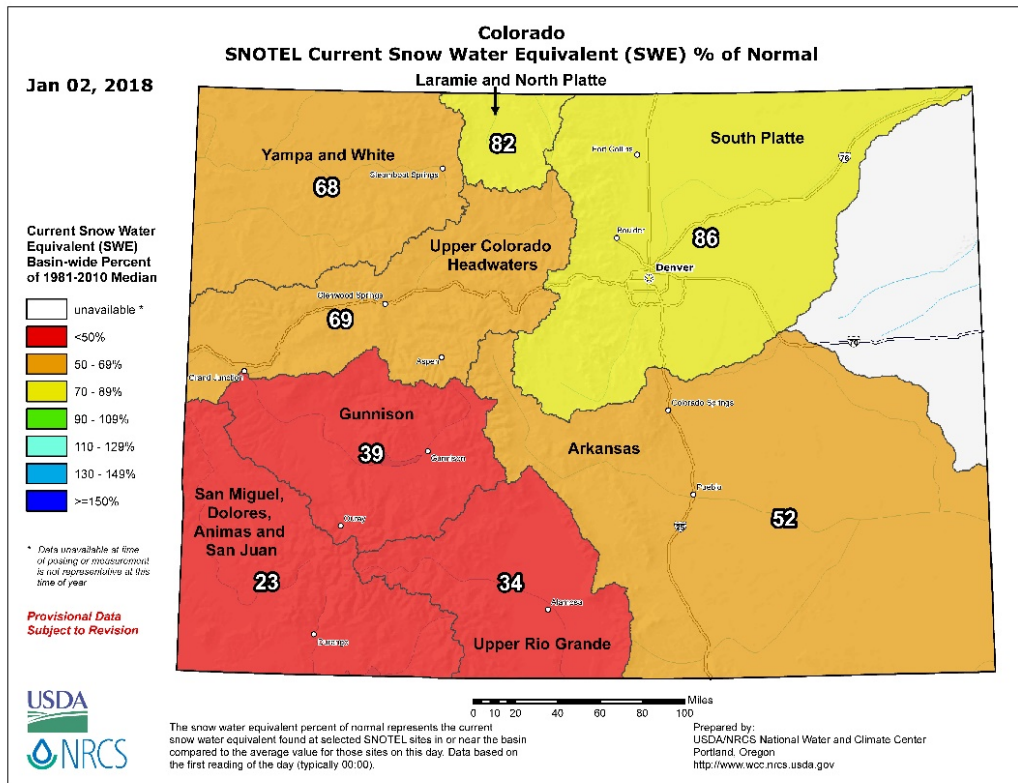 Colorado
SNOTEL Current Snow Water Equivalent (SWE) % of Normal
Jan 02, 2018
Laramie and North Platte
82
South Platte
Fort Collins
76
Yampa and White
Steamboat Springs
68
Boulder
86
Current Snow Water
Equivalent (SWE)
Basin-wide Percent
of 1981-2010 Median
Upper Colorado
Headwaters
Denver
unavailable *
<50%
50 - 69%
70 - 89%
90 - 109%
110 - 129%
130 - 149%
>=150%
Glenwood Springs
69
Aspen
70
Grand Junction
Gunnison
39
Gunnison
Colorado Springs
Arkansas
Pueblo
52
25
San Miguel,
Dolores,
Animas and
San Juan
23
Ouray
34
Alamosa
Upper Rio Grande
Durango
* Data unavailable at time
of posting or measurement
is not representative at this
time of year
Provisional Data
Subject to Revision
USDA
NRCS
Miles
0 10 20 40 60 80 100
The snow water equivalent percent of normal represents the current
snow water equivalent found at selected SNOTEL sites in or near the basin
compared to the average value for those sites on this day. Data based on
the first reading of the day (typically 00:00).
Prepared by:
USDA/NRCS National Water and Climate Center
Portland, Oregon
http://www.wcc.nrcs.usda.gov